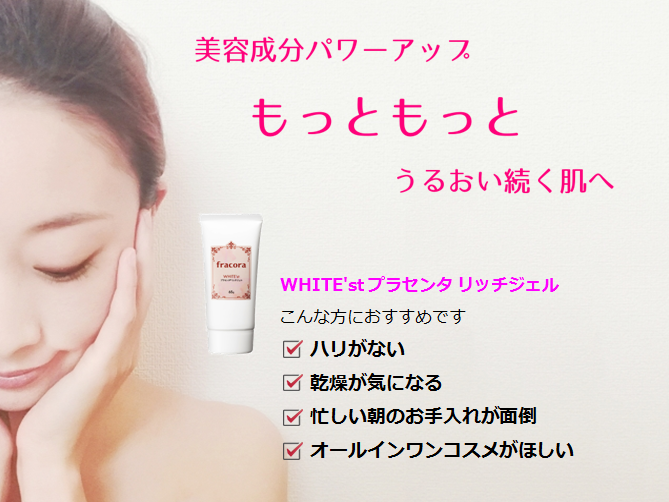 美容成分パワーアップ
もっともっと
うるおい続く肌へ
fracora
WHITE'st
WHITE'stプラセンタ リッチジェル
こんな方におすすめです
ハリがない
乾燥が気になる
忙しい朝のお手入れが面倒
オールインワンコスメがほしい